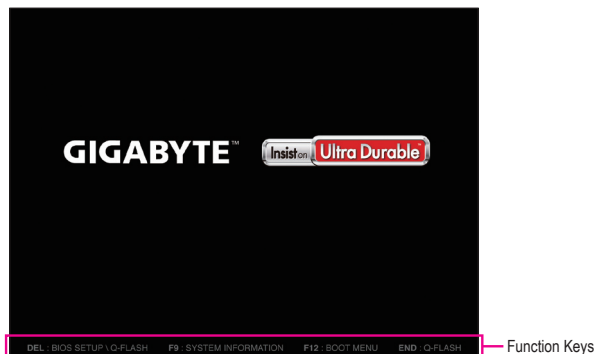 GIGABYTE™
Insist on Ultra Durable™
DEL : BIOS SETUP \ Q-FLASH F9 : SYSTEM INFORMATION F12 : BOOT MENU END : Q-FLASH
Function Keys